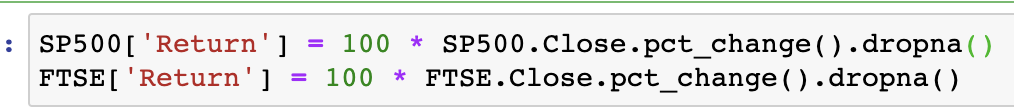 : SP500['Return'] = 100 * SP500.Close.pct_change().dropna()
FTSE['Return'] = 100 * FTSE.Close.pct_change().dropna()